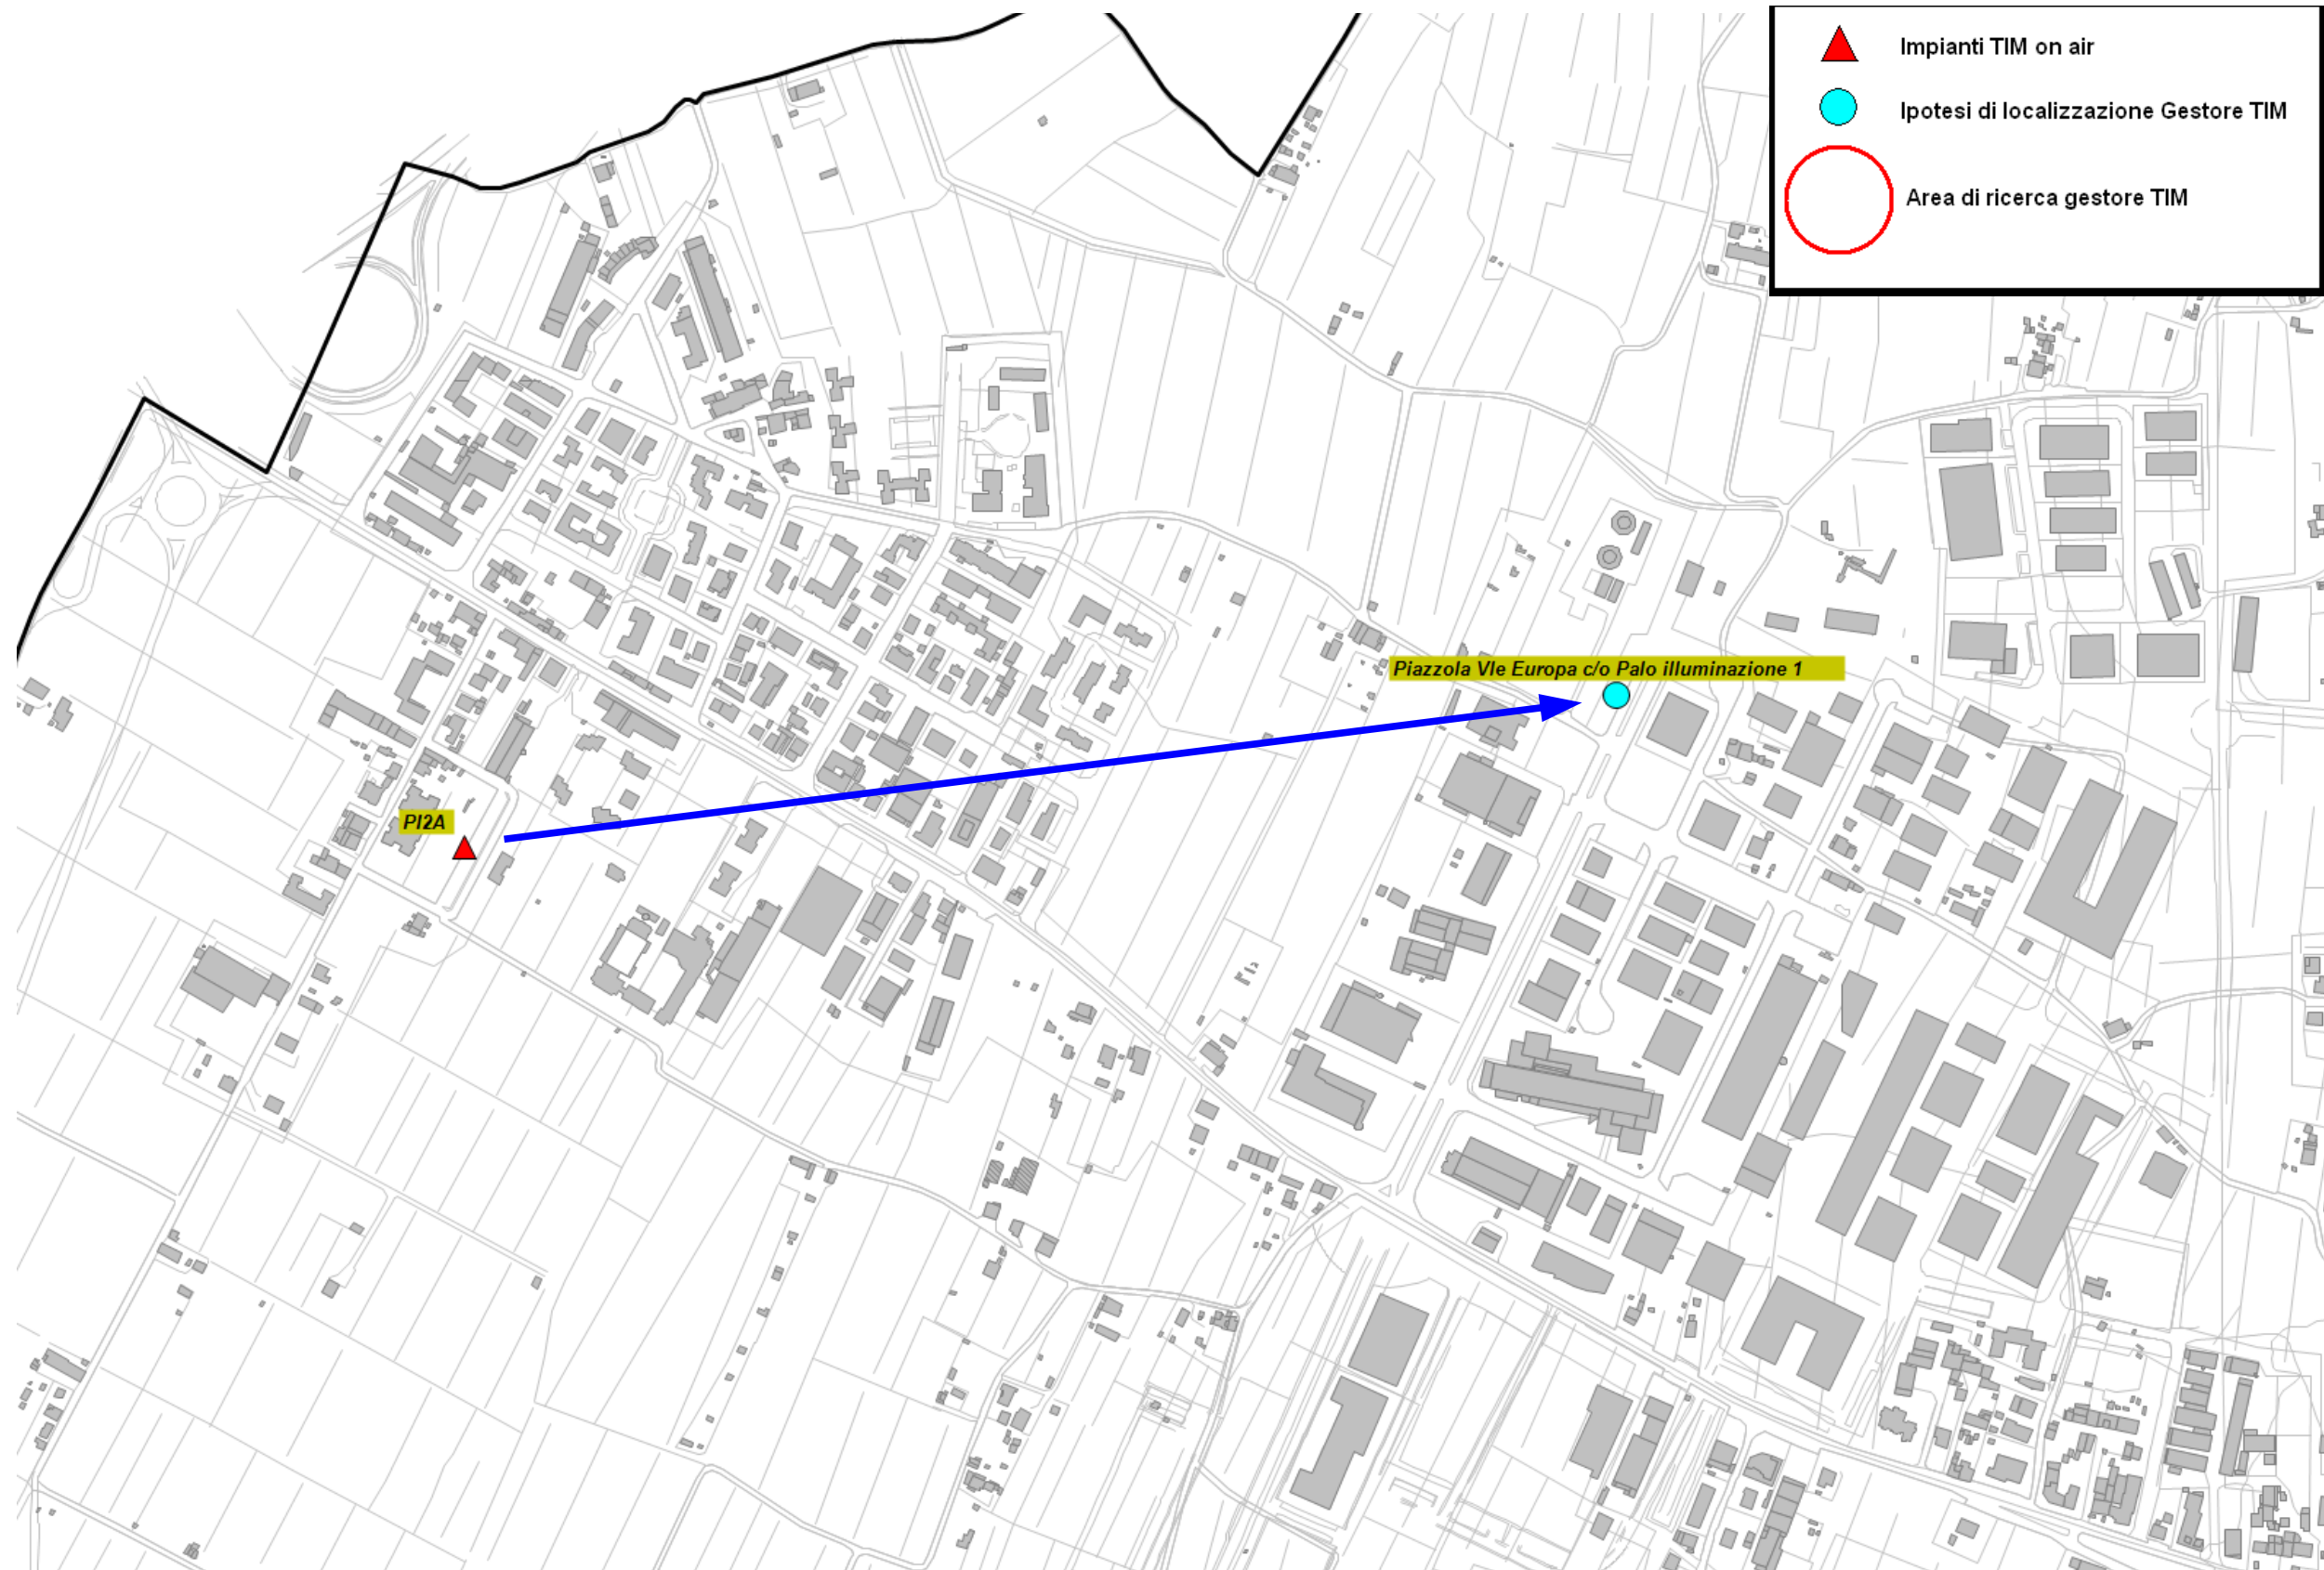 Impianti TIM on air
Ipotesi di localizzazione Gestore TIM
Area di ricerca gestore TIM
Piazzola Vle Europa c/o Palo illuminazione 1
PI2A